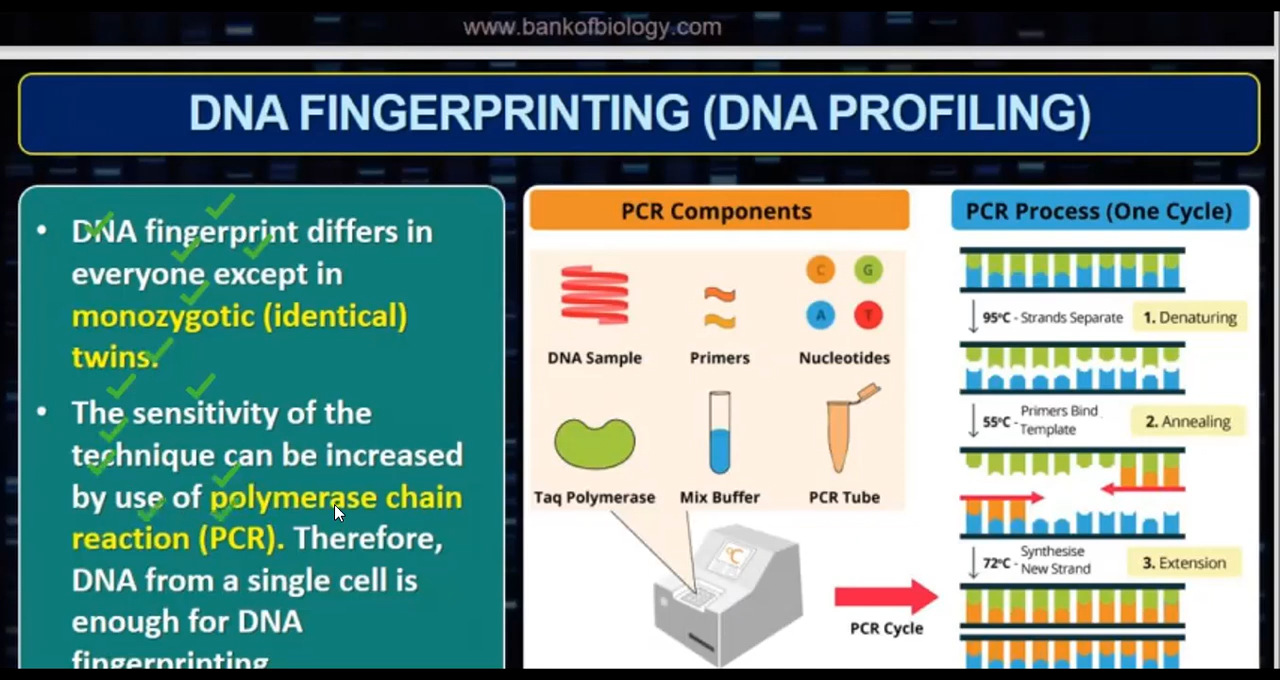 www.bankofbiology.com
DNA FINGERPRINTING (DNA PROFILING)
• DNA fingerprint differs in
everyone except in
monozygotic (identical)
twins.
• The sensitivity of the
technique can be increased
by use of polymerase chain
reaction (PCR). Therefore,
DNA from a single cell is
enough for DNA
fingerprinting
PCR Components
C G
A T
DNA Sample Primers Nucleotides
Taq Polymerase Mix Buffer PCR Tube
°C
PCR Cycle
PCR Process (One Cycle)
95°C - Strands Separate 1. Denaturing
55°C - Primers Bind
Template
2. Annealing
72°C - Synthesise
New Strand
3. Extension